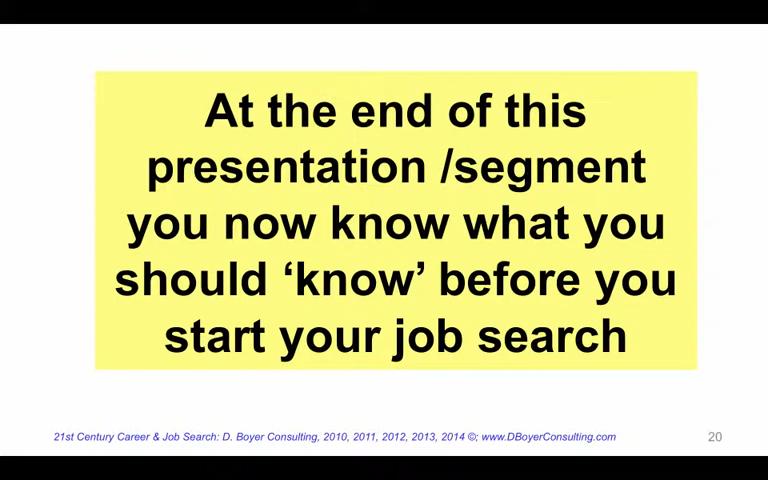 At the end of this
presentation /segment
you now know what you
should ‘know’ before you
start your job search
21st Century Career & Job Search: D. Boyer Consulting, 2010, 2011, 2012, 2013, 2014 ©; www.DBoyerConsulting.com
20